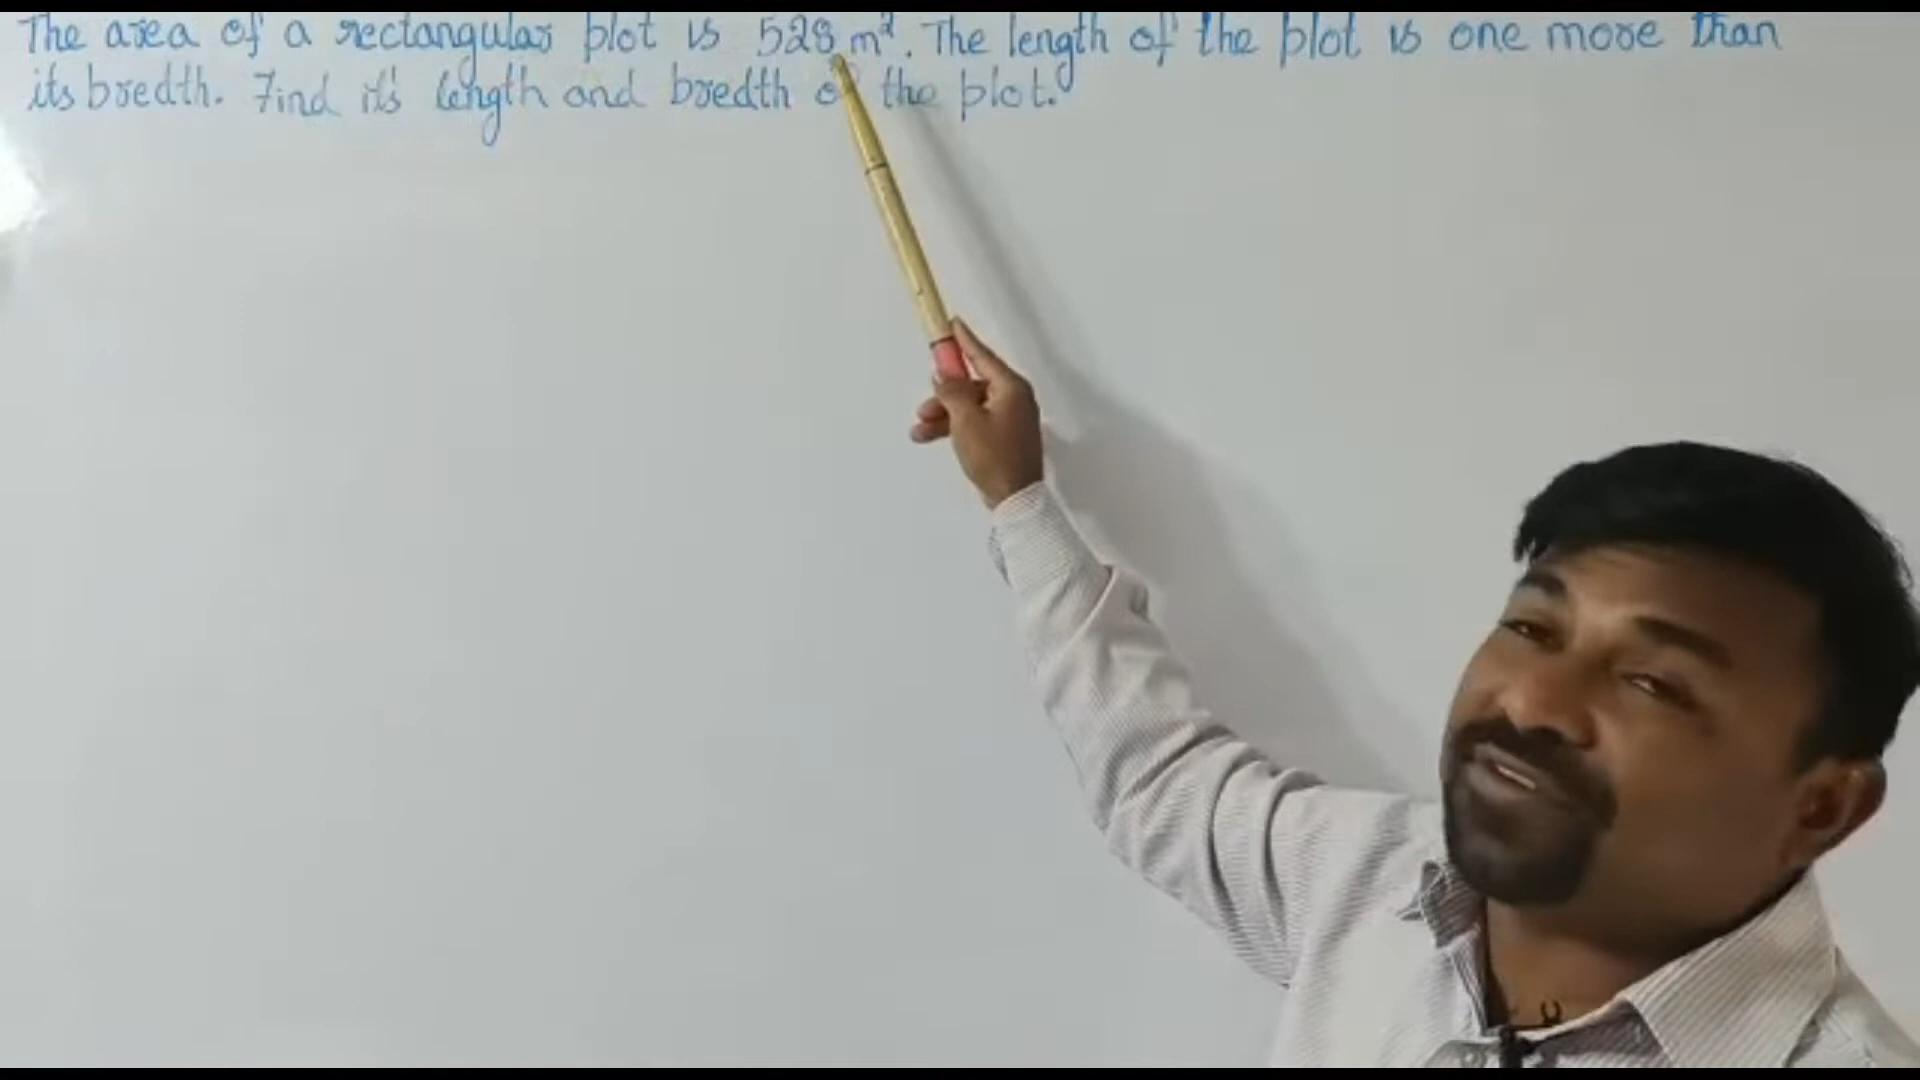 The area of a rectangular plot is 528 m². The length of the plot is one more than
its bredth. Find it's length and bredth of the plot.